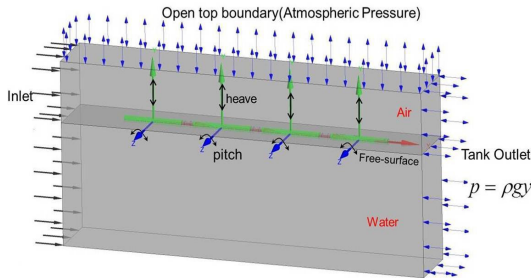 Open top boundary(Atmospheric Pressure)
Inlet
heave
Air
z
z
z
z
pitch
Free-surface
Tank Outlet
p = ρgy
Water